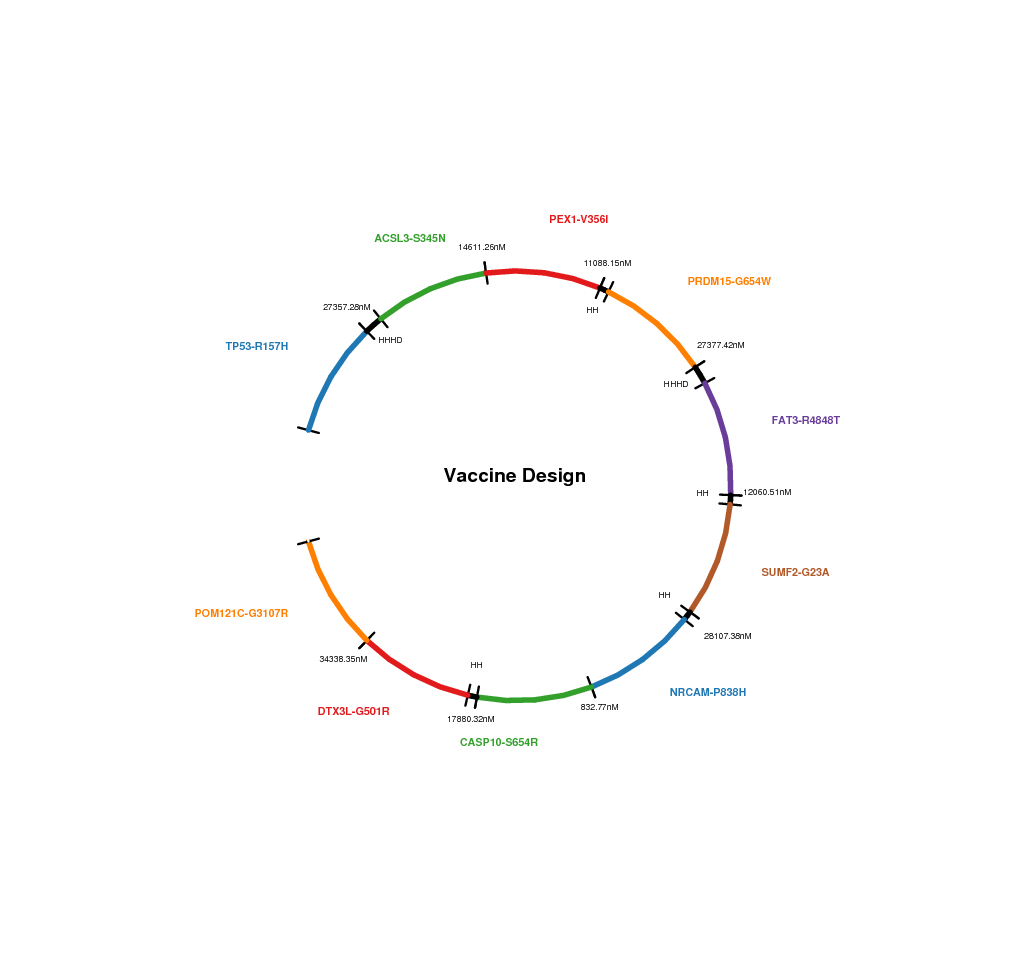 PEX1-V356I
ACSL3-S345N
14611.26nM
11088.15nM
PRDM15-G654W
27357.28nM
HH
HHHD
TP53-R157H
27377.42nM
HHHD
FAT3-R4848T
Vaccine Design
HH
12060.51nM
SUMF2-G23A
HH
POM121C-G3107R
28107.38nM
34338.35nM
HH
NRCAM-P838H
DTX3L-G501R
832.77nM
17880.32nM
CASP10-S654R